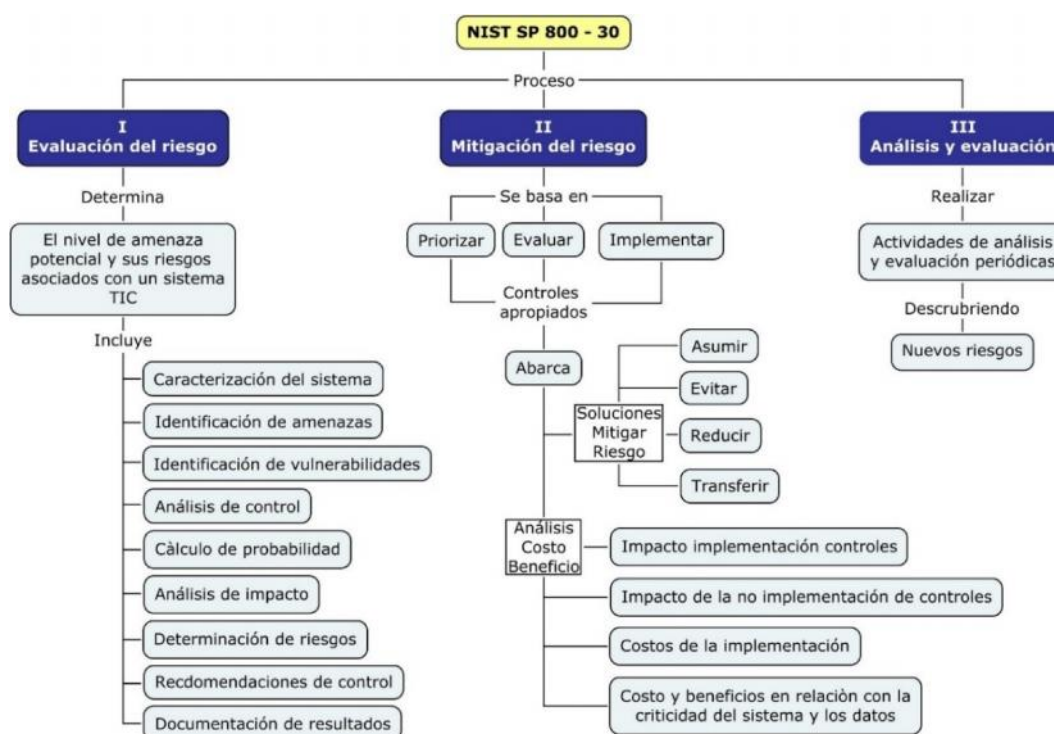 NIST SP 800 - 30
Proceso
I
Evaluación del riesgo
Determina
El nivel de amenaza
potencial y sus riesgos
asociados con un sistema
TIC
Incluye
Caracterización del sistema
Identificación de amenazas
Identificación de vulnerabilidades
Análisis de control
Càlculo de probabilidad
Análisis de impacto
Determinación de riesgos
Recdomendaciones de control
Documentación de resultados
II
Mitigación del riesgo
Se basa en
Priorizar
Evaluar
Implementar
Controles
apropiados
Abarca
Soluciones
Mitigar
Riesgo
Asumir
Evitar
Reducir
Transferir
Análisis
Costo
Beneficio
Impacto implementación controles
Impacto de la no implementación de controles
Costos de la implementación
Costo y beneficios en relaciòn con la
criticidad del sistema y los datos
III
Análisis y evaluación
Realizar
Actividades de análisis
y evaluación periódicas
Descrubriendo
Nuevos riesgos